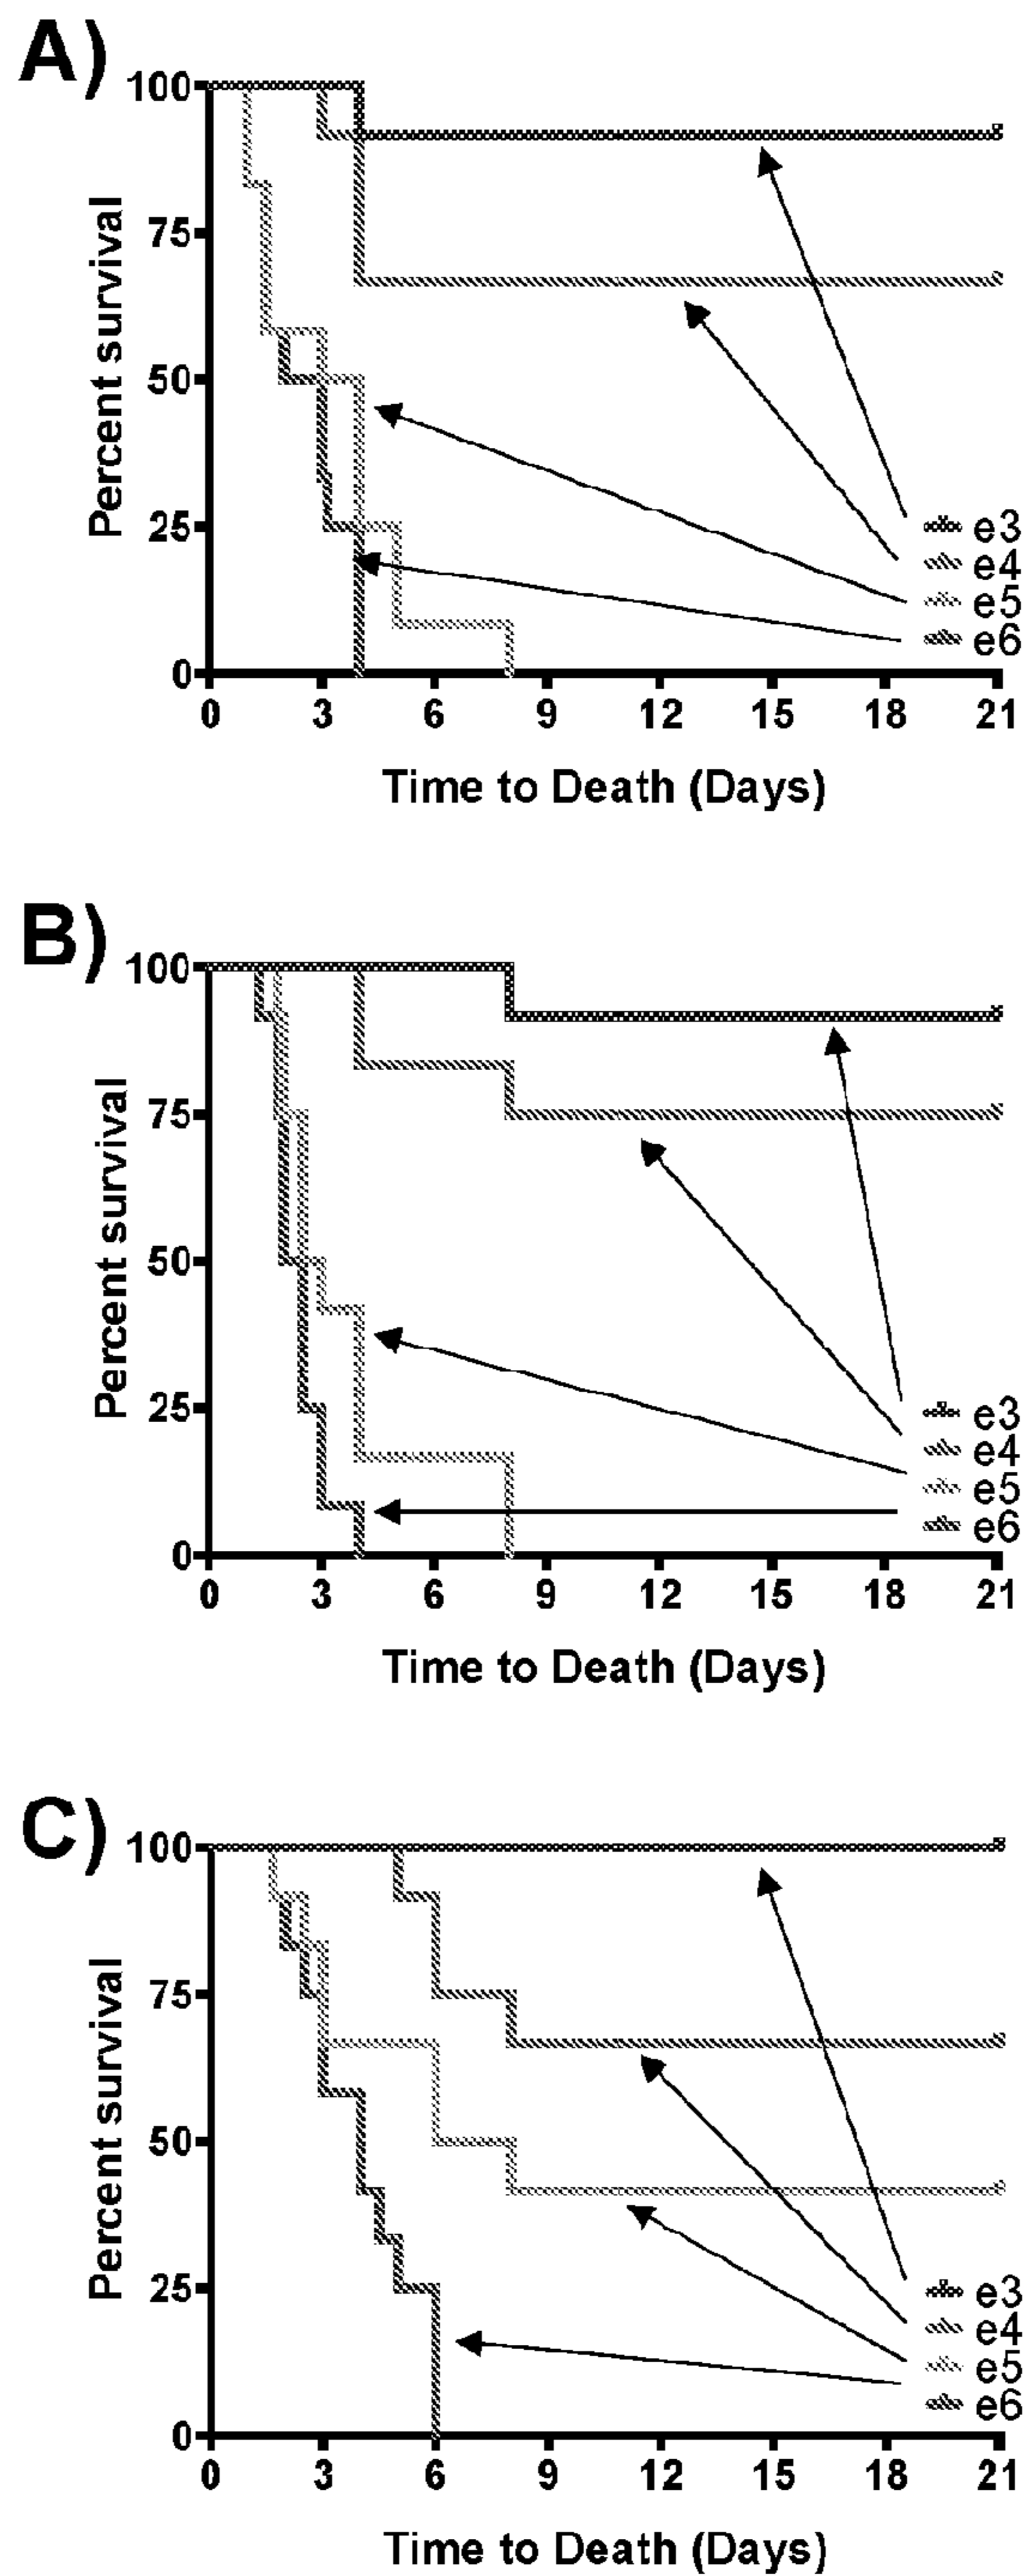 A)
100
75
50
25
0
Percent survival
e3
e4
e5
e6
0 3 6 9 12 15 18 21
Time to Death (Days)
B)
100
75
50
25
0
Percent survival
e3
e4
e5
e6
0 3 6 9 12 15 18 21
Time to Death (Days)
C)
100
75
50
25
0
Percent survival
e3
e4
e5
e6
0 3 6 9 12 15 18 21
Time to Death (Days)